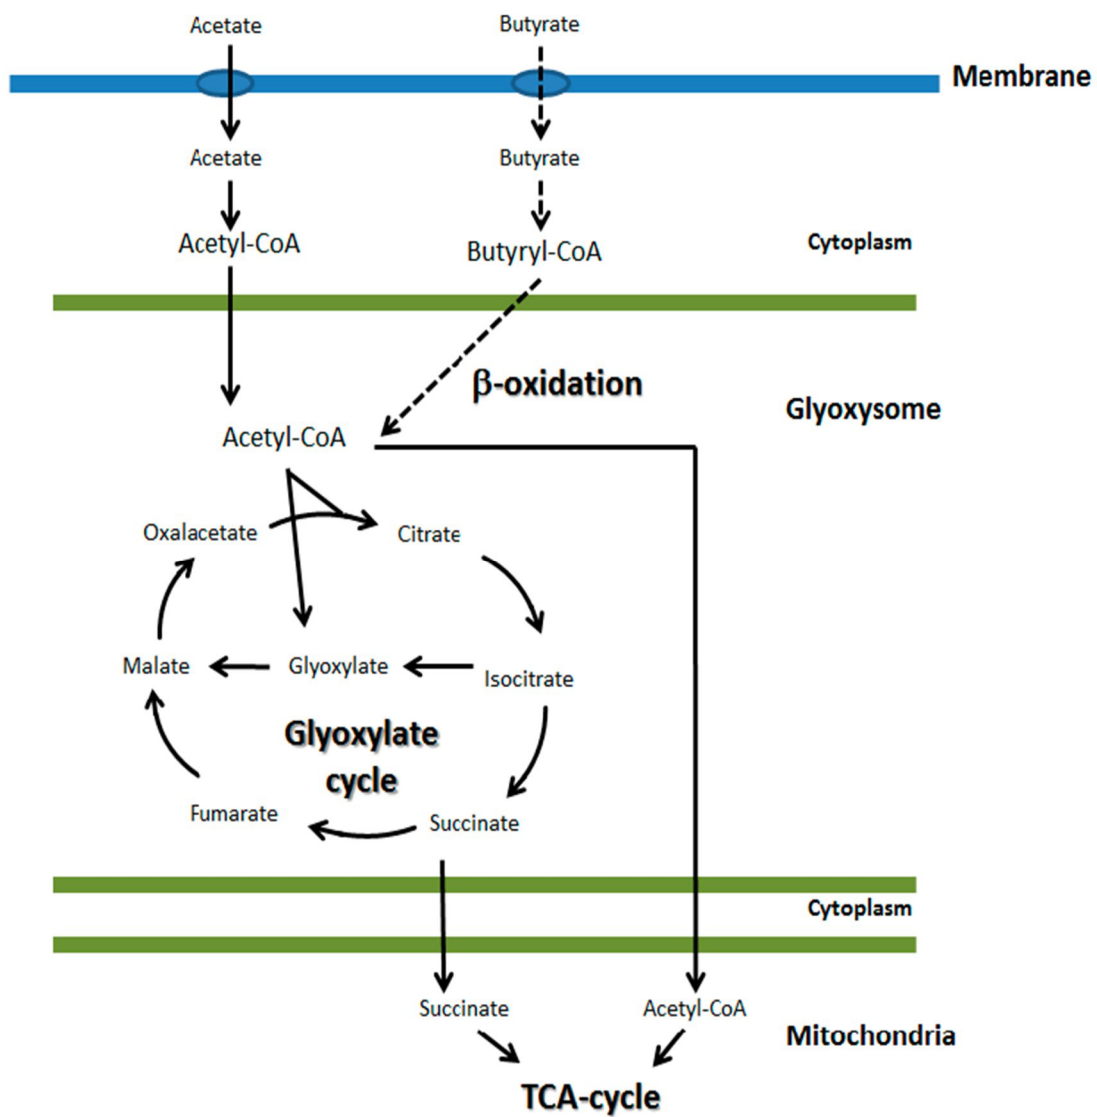 Acetate
Butyrate
Membrane
Acetate
Butyrate
Acetyl-CoA
Butyryl-CoA
Cytoplasm
β-oxidation
Glyoxysome
Acetyl-CoA
Oxalacetate
Citrate
Malate
Glyoxylate
Isocitrate
Glyoxylate
cycle
Fumarate
Succinate
Cytoplasm
Succinate
Acetyl-CoA
Mitochondria
TCA-cycle